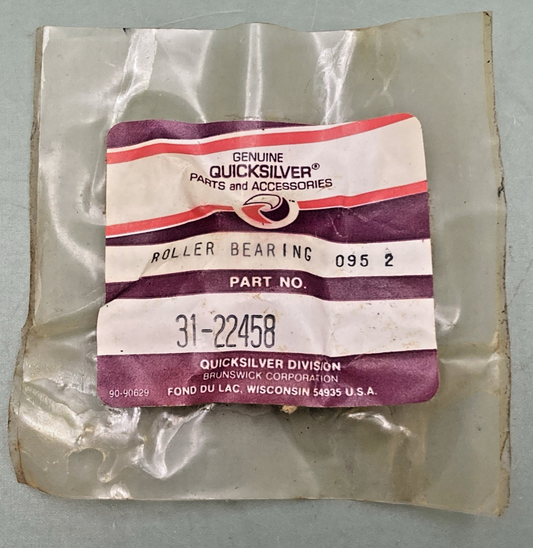 GENUINE
QUICKSILVER®
PARTS and ACCESSORIES
ROLLER BEARING 095 2
PART NO.
31-22458
QUICKSILVER DIVISION
BRUNSWICK CORPORATION
90-90629 FOND DU LAC, WISCONSIN 54935 U.S.A.